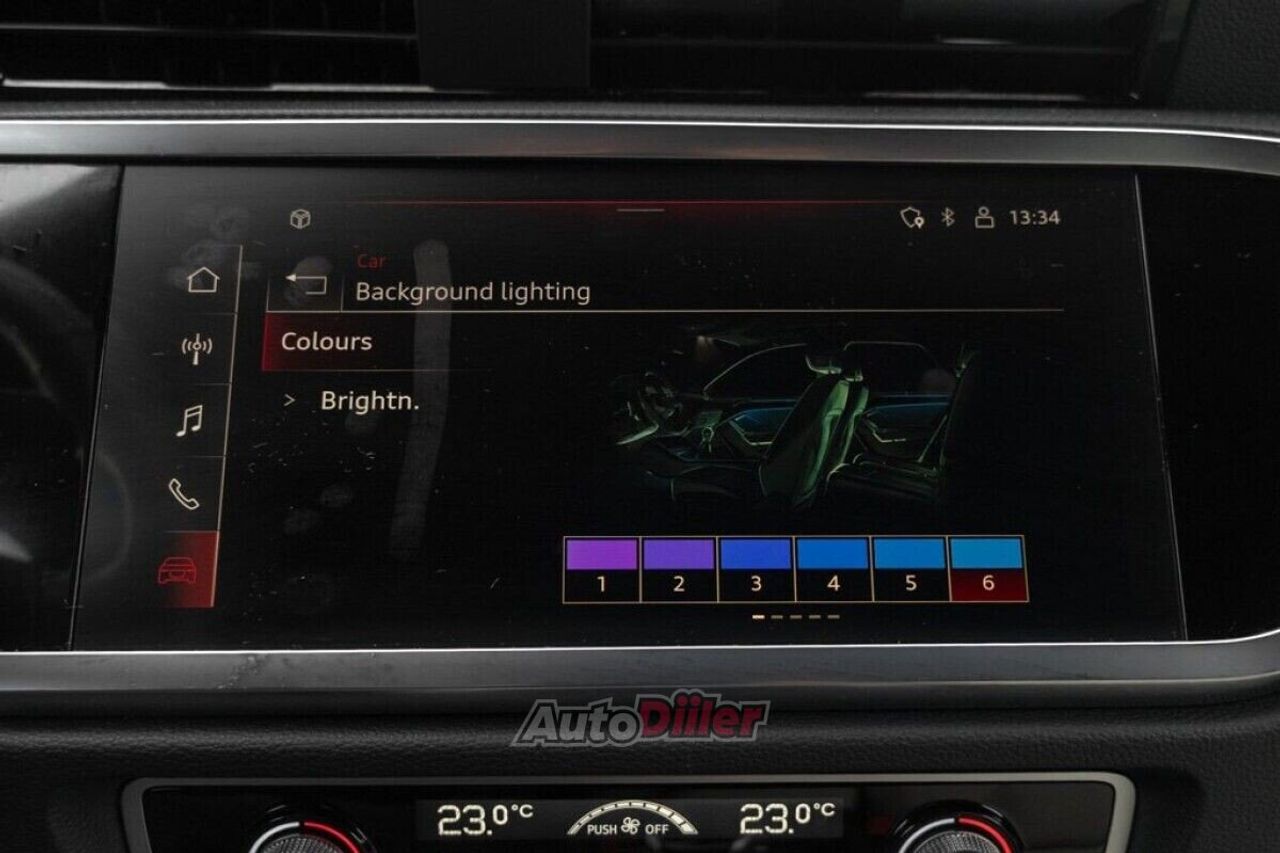 13:34
Car
Background lighting
Colours
> Brightn.
1 2 3 4 5 6
AutoDiiler
23.0°C PUSH OFF 23.0°C